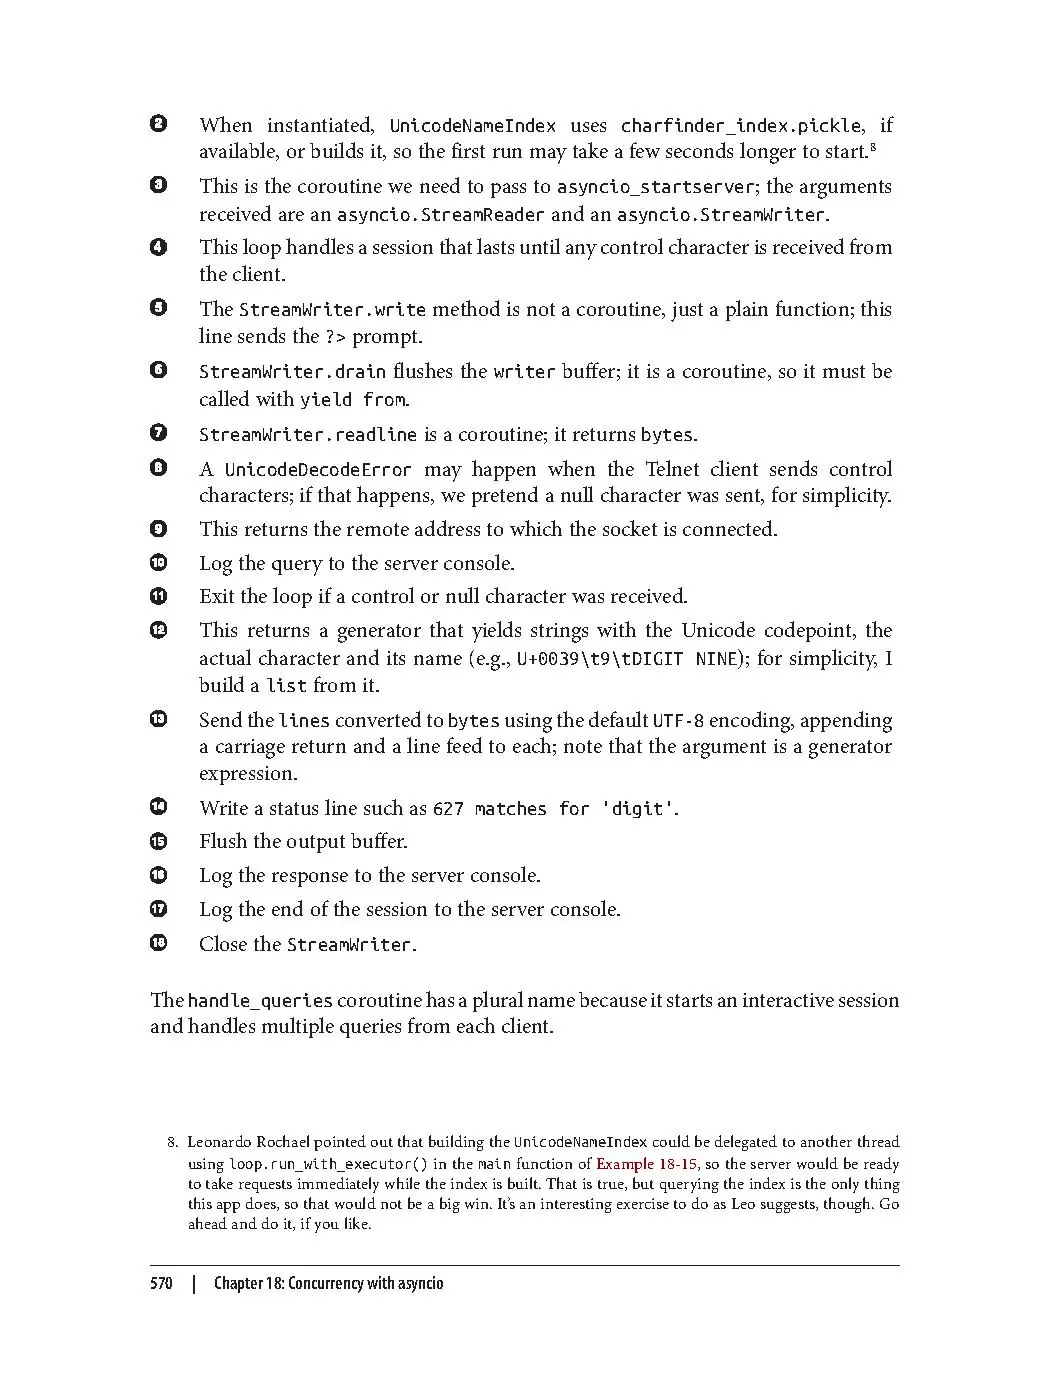 ❷ When instantiated, UnicodeNameIndex uses charfinder_index.pickle, if
available, or builds it, so the first run may take a few seconds longer to start.8
❸ This is the coroutine we need to pass to asyncio_startserver; the arguments
received are an asyncio.StreamReader and an asyncio.StreamWriter.
❹ This loop handles a session that lasts until any control character is received from
the client.
❺ The StreamWriter.write method is not a coroutine, just a plain function; this
line sends the ?> prompt.
❻ StreamWriter.drain flushes the writer buffer; it is a coroutine, so it must be
called with yield from.
❼ StreamWriter.readline is a coroutine; it returns bytes.
❽ A UnicodeDecodeError may happen when the Telnet client sends control
characters; if that happens, we pretend a null character was sent, for simplicity.
❾ This returns the remote address to which the socket is connected.
❿ Log the query to the server console.
⓫ Exit the loop if a control or null character was received.
⓬ This returns a generator that yields strings with the Unicode codepoint, the
actual character and its name (e.g., U+0039\t9\tDIGIT NINE); for simplicity, I
build a list from it.
⓭ Send the lines converted to bytes using the default UTF-8 encoding, appending
a carriage return and a line feed to each; note that the argument is a generator
expression.
⓮ Write a status line such as 627 matches for 'digit'.
⓯ Flush the output buffer.
⓰ Log the response to the server console.
⓱ Log the end of the session to the server console.
⓲ Close the StreamWriter.
The handle_queries coroutine has a plural name because it starts an interactive session
and handles multiple queries from each client.
8. Leonardo Rochael pointed out that building the UnicodeNameIndex could be delegated to another thread
using loop.run_with_executor() in the main function of Example 18-15, so the server would be ready
to take requests immediately while the index is built. That is true, but querying the index is the only thing
this app does, so that would not be a big win. It's an interesting exercise to do as Leo suggests, though. Go
ahead and do it, if you like.
570 | Chapter 18: Concurrency with asyncio